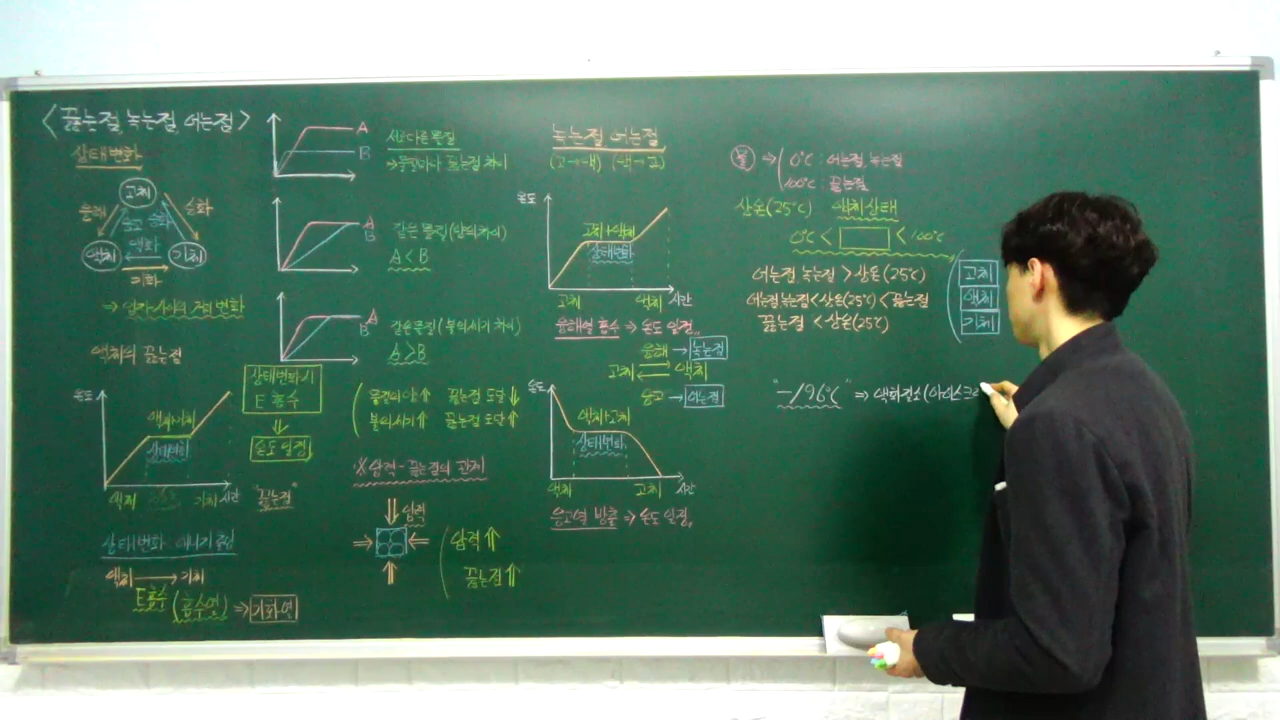 < 끓는점, 녹는점, 어는점 >
상태변화
고체
융해
승화
응고
승화
액체
액화
기체
기화
⇒ 입자 사이의 거리 변화
액체의 끓는점
온도
액체+기체
상태변화
액체
기체
시간
"끓는점"
상태변화시
E 흡수
⇓
온도 일정
상태변화: 에너지 출입
액체 → 기체
E흡수 (흡수열) ⇒ 기화열
A
B
서로다른 물질
→ 물질마다 끓는점 차이
A
B
같은 물질 (양의 차이)
A < B
A
B
같은 물질 (불의세기 차이)
A > B
물질의 양⇑ 끓는점 도달⇓
불의세기⇑ 끓는점 도달⇑
※ 압력 - 끓는점의 관계
압력
압력⇑
끓는점⇑
녹는점 어는점
(고→액) (액→고)
온도
고체+액체
상태변화
고체
액체
시간
융해열 흡수 ⇒ 온도 일정
융해 → 녹는점
고체 ⇄ 액체
응고 → 어는점
온도
액체+고체
상태변화
액체
고체
시간
응고열 방출 ⇒ 온도 일정
물 ⇒ 0℃ : 어는점, 녹는점
100℃ : 끓는점
상온(25℃) 액체상태
0℃ < < 100℃
어는점, 녹는점 > 상온(25℃)
고체
어는점, 녹는점 < 상온(25℃) < 끓는점
액체
끓는점 < 상온(25℃)
기체
"-196℃" ⇒ 액화질소(아이스크